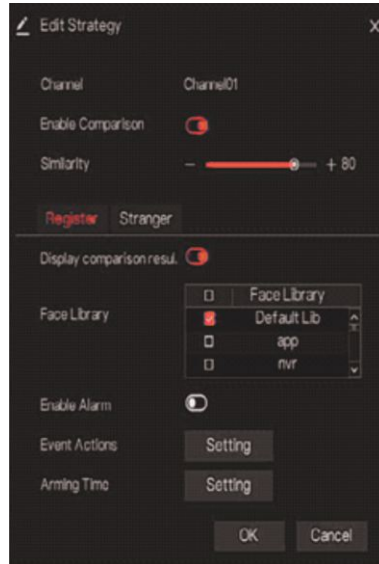 Edit Strategy X
Channel Channel01
Enable Comparison
Similarity - + 80
Register Stranger
Display comparison resul.
Face Library
Face Library
Default Lib
app
nvr
Enable Alarm
Event Actions Setting
Arming Time Setting
OK Cancel